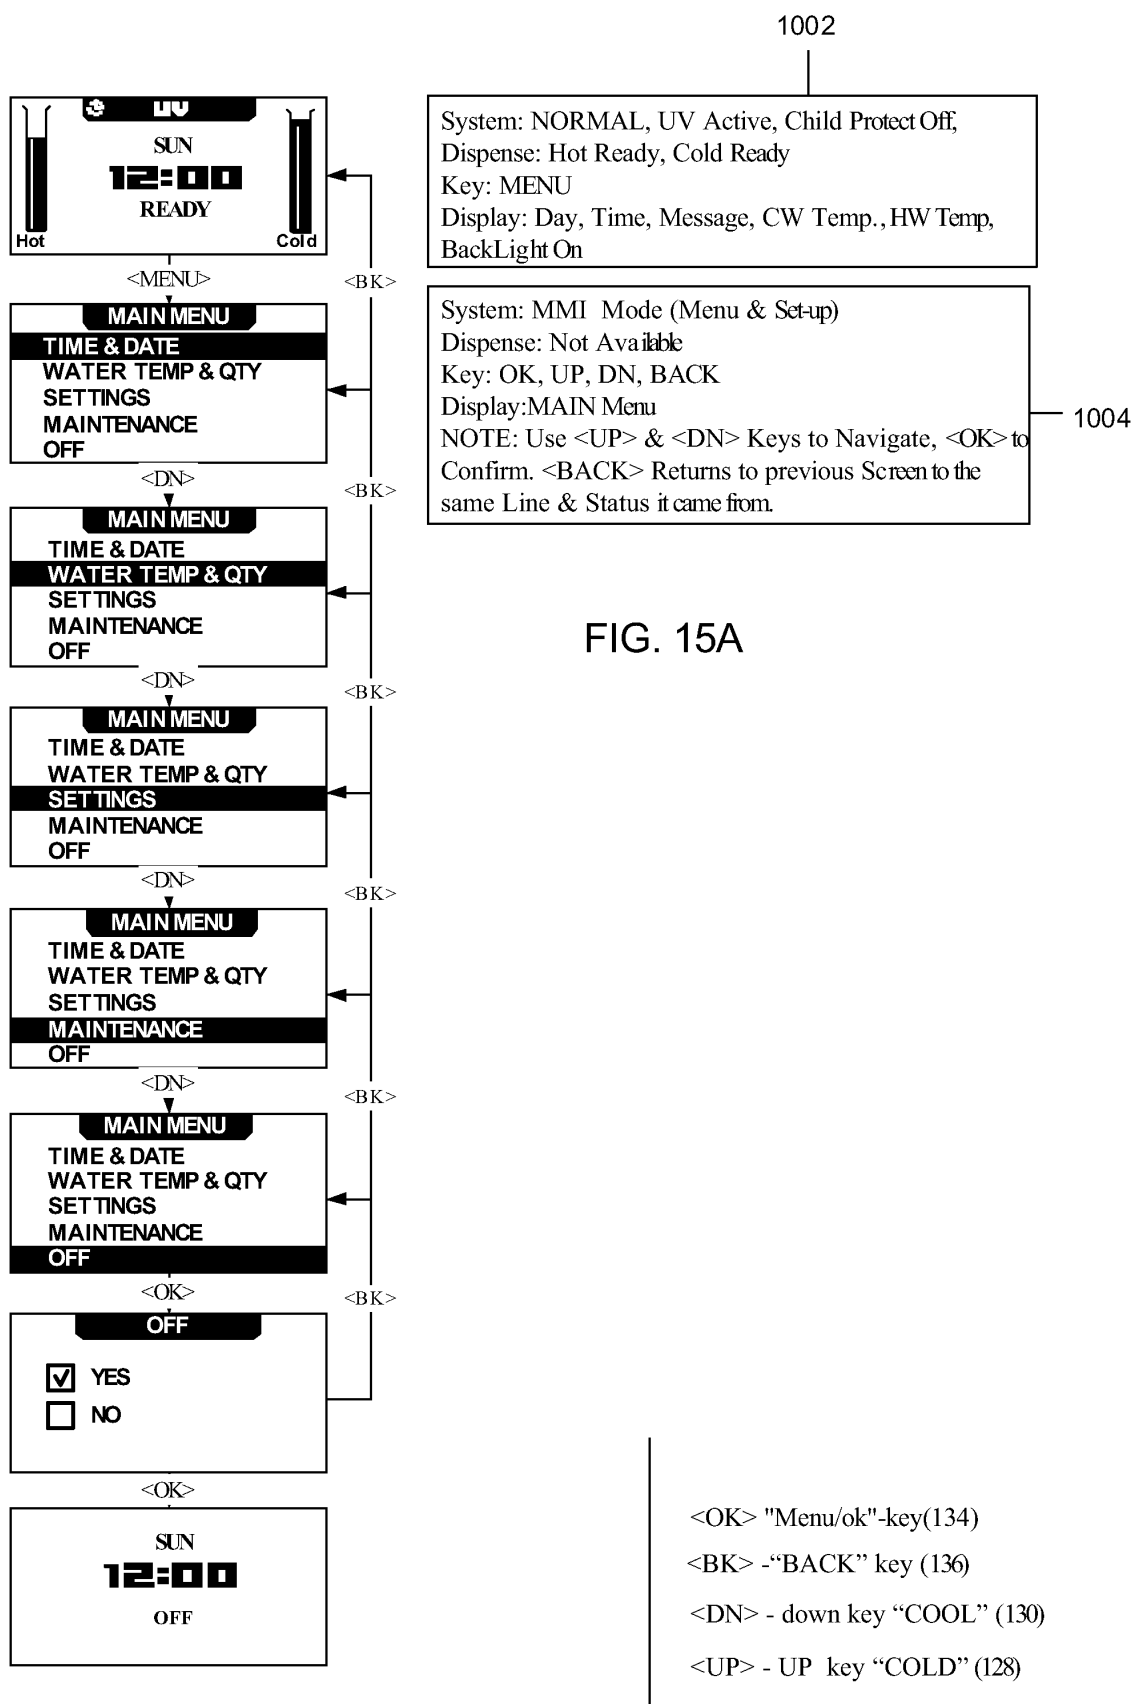 1002
UV
SUN
12:00
READY
Hot
Cold
System: NORMAL, UV Active, Child Protect Off,
Dispense: Hot Ready, Cold Ready
Key: MENU
Display: Day, Time, Message, CW Temp., HW Temp,
BackLight On
<MENU>
<BK>
MAIN MENU
TIME & DATE
WATER TEMP & QTY
SETTINGS
MAINTENANCE
OFF
System: MMI Mode (Menu & Set-up)
Dispense: Not Available
Key: OK, UP, DN, BACK
Display:MAIN Menu
NOTE: Use <UP> & <DN> Keys to Navigate, <OK> to
Confirm. <BACK> Returns to previous Screen to the
same Line & Status it came from.
1004
<DN>
<BK>
MAIN MENU
TIME & DATE
WATER TEMP & QTY
SETTINGS
MAINTENANCE
OFF
FIG. 15A
<DN>
<BK>
MAIN MENU
TIME & DATE
WATER TEMP & QTY
SETTINGS
MAINTENANCE
OFF
<DN>
<BK>
MAIN MENU
TIME & DATE
WATER TEMP & QTY
SETTINGS
MAINTENANCE
OFF
<DN>
<BK>
MAIN MENU
TIME & DATE
WATER TEMP & QTY
SETTINGS
MAINTENANCE
OFF
<OK>
<BK>
OFF
YES
NO
<OK>
SUN
12:00
OFF
<OK> "Menu/ok"-key(134)
<BK> -“BACK” key (136)
<DN> - down key “COOL” (130)
<UP> - UP key “COLD” (128)